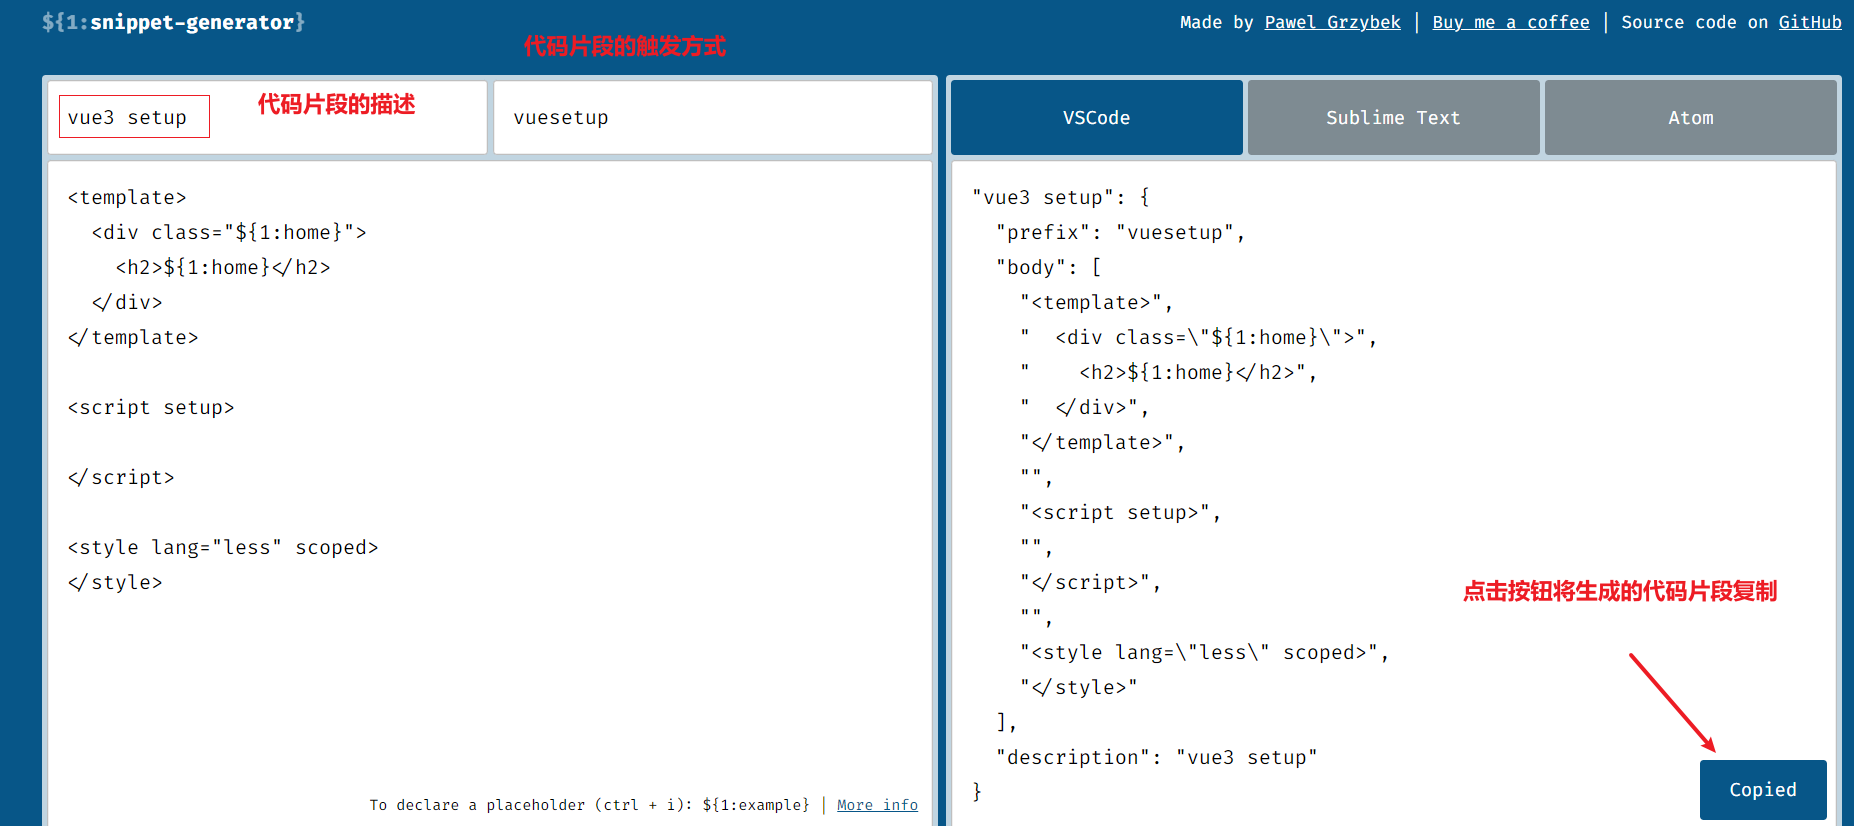 ${1:snippet-generator}
Made by Pawel Grzybek | Buy me a coffee | Source code on GitHub
代码片段的触发方式
vue3 setup
代码片段的描述
vuesetup
<template>
  <div class="${1:home}">
    <h2>${1:home}</h2>
  </div>
</template>

<script setup>

</script>

<style lang="less" scoped>
</style>
To declare a placeholder (ctrl + i): ${1:example} | More info
VSCode
Sublime Text
Atom
"vue3 setup": {
  "prefix": "vuesetup",
  "body": [
    "<template>",
    "  <div class=\"${1:home}\">",
    "    <h2>${1:home}</h2>",
    "  </div>",
    "</template>",
    "",
    "<script setup>",
    "",
    "</script>",
    "",
    "<style lang=\"less\" scoped>",
    "</style>"
  ],
  "description": "vue3 setup"
}
点击按钮将生成的代码片段复制
Copied